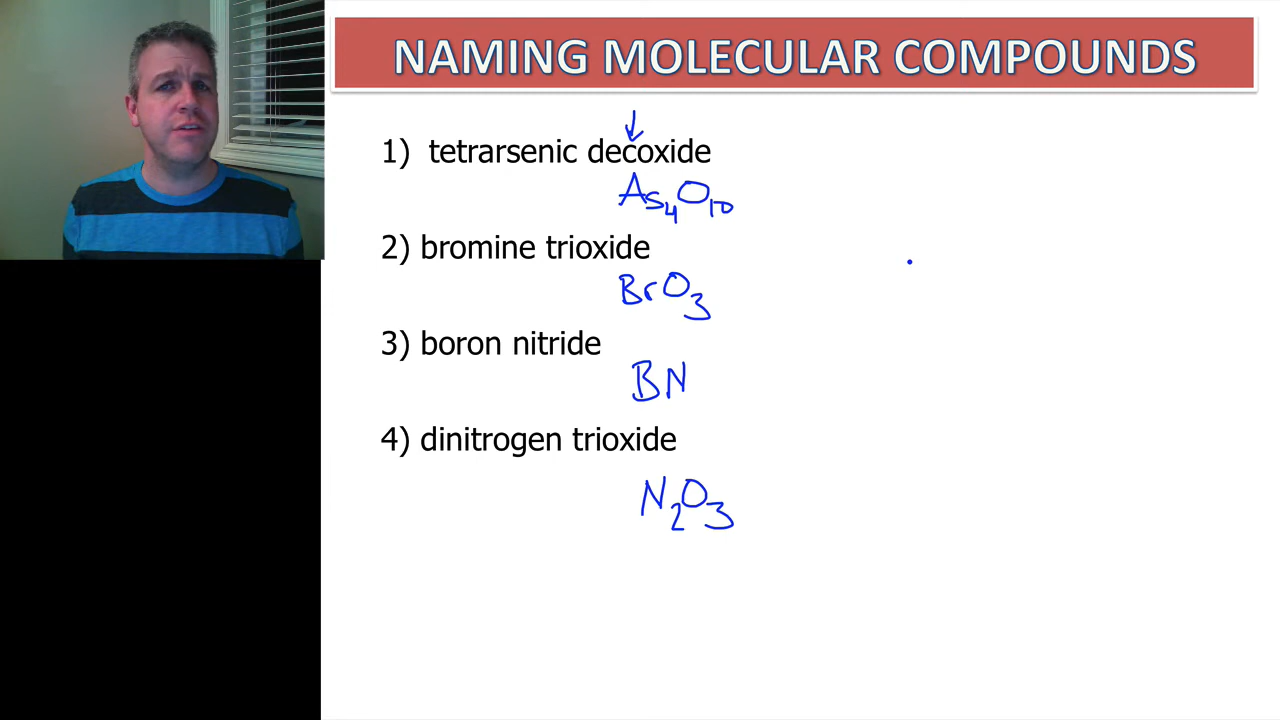 NAMING MOLECULAR COMPOUNDS
1) tetrarsenic decoxide
As₄O₁₀
2) bromine trioxide
BrO₃
3) boron nitride
BN
4) dinitrogen trioxide
N₂O₃